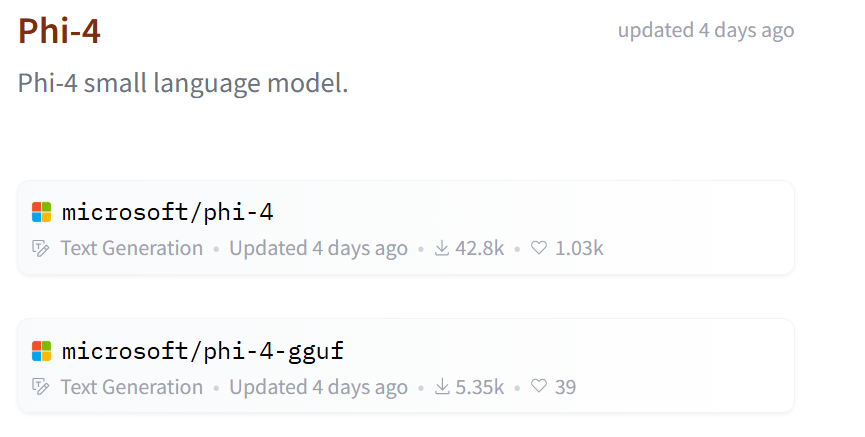 Phi-4
updated 4 days ago
Phi-4 small language model.
microsoft/phi-4
Text Generation • Updated 4 days ago • 42.8k • 1.03k
microsoft/phi-4-gguf
Text Generation • Updated 4 days ago • 5.35k • 39